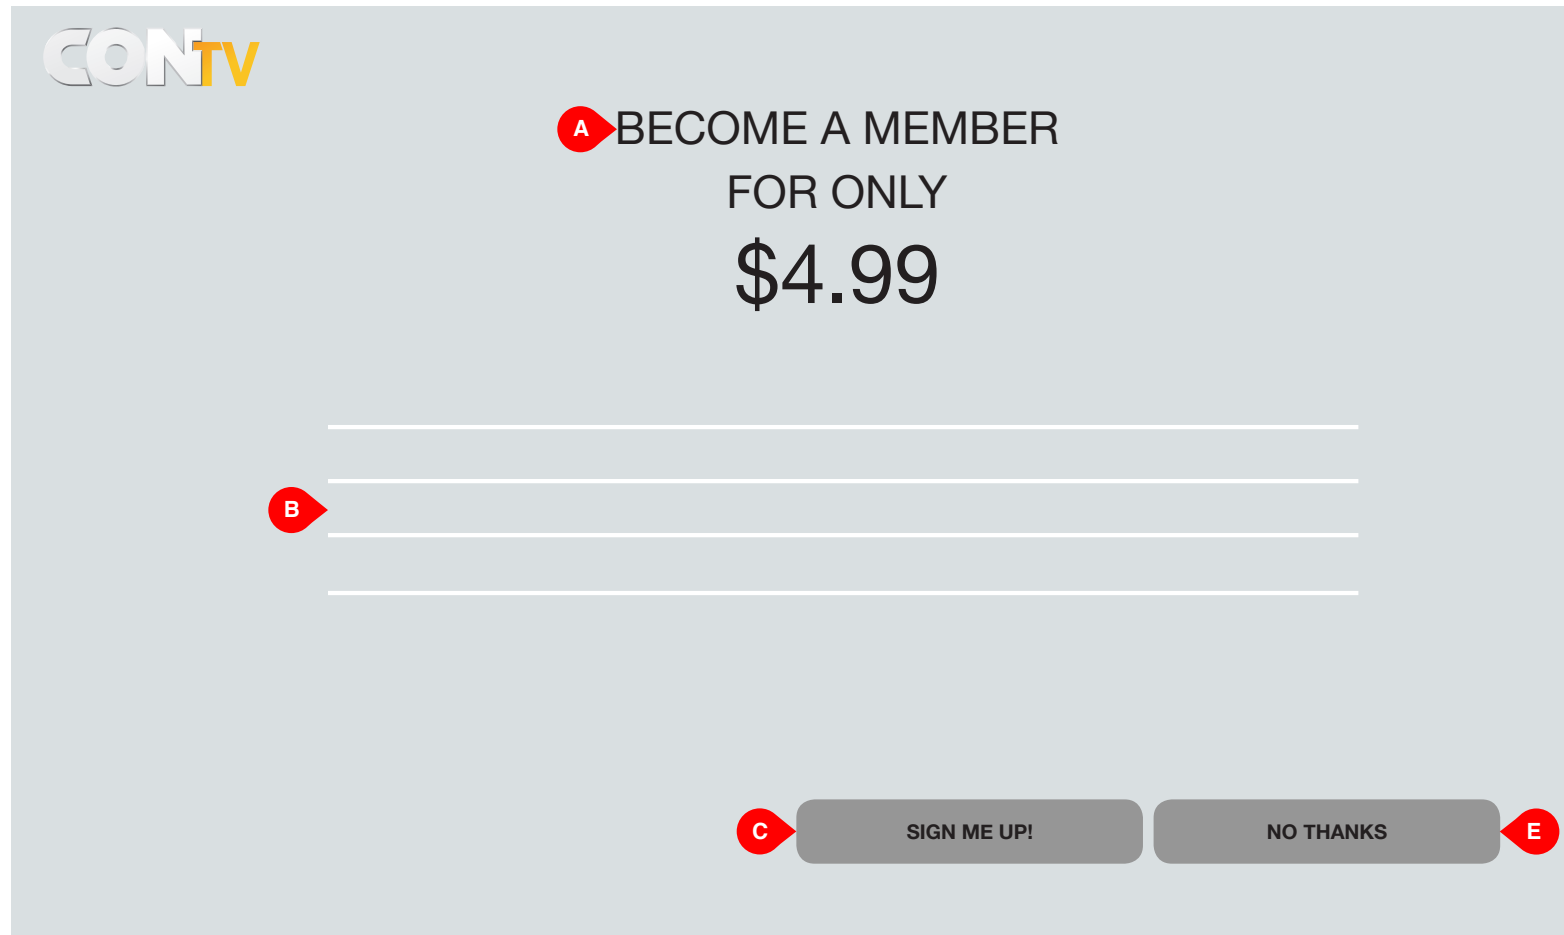 CONTV
A BECOME A MEMBER
FOR ONLY
$4.99
B
C SIGN ME UP! NO THANKS E